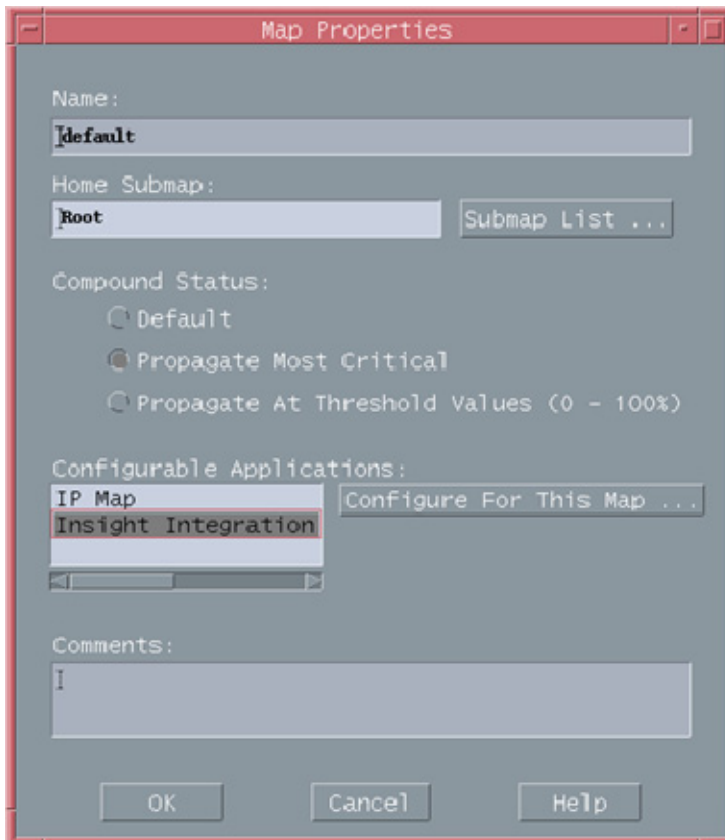 Map Properties
Name:
default
Home Submap:
Root
Submap List ...
Compound Status:
Default
Propagate Most Critical
Propagate At Threshold Values (0 - 100%)
Configurable Applications:
IP Map
Configure For This Map ...
Insight Integration
Comments:
OK
Cancel
Help